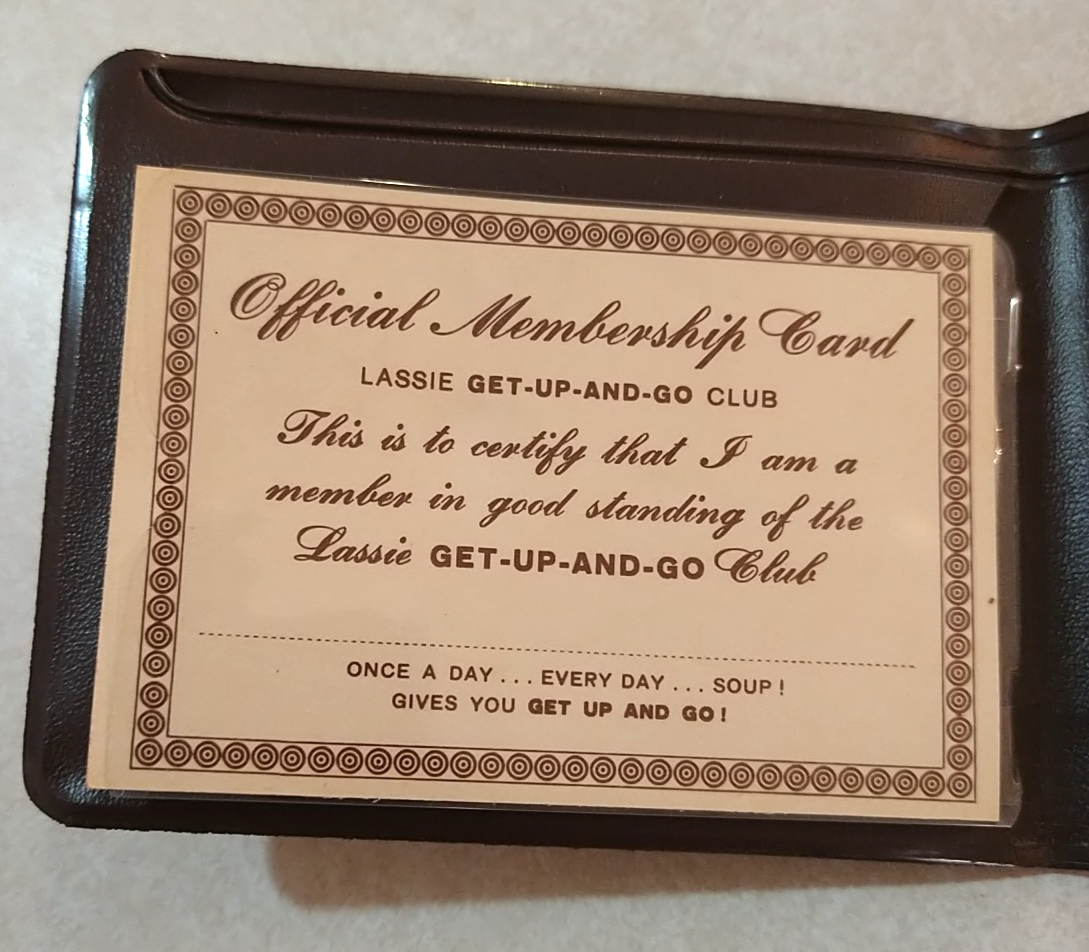 Official Membership Card
LASSIE GET-UP-AND-GO CLUB
This is to certify that I am a
member in good standing of the
Lassie GET-UP-AND-GO Club
ONCE A DAY... EVERY DAY... SOUP!
GIVES YOU GET UP AND GO!